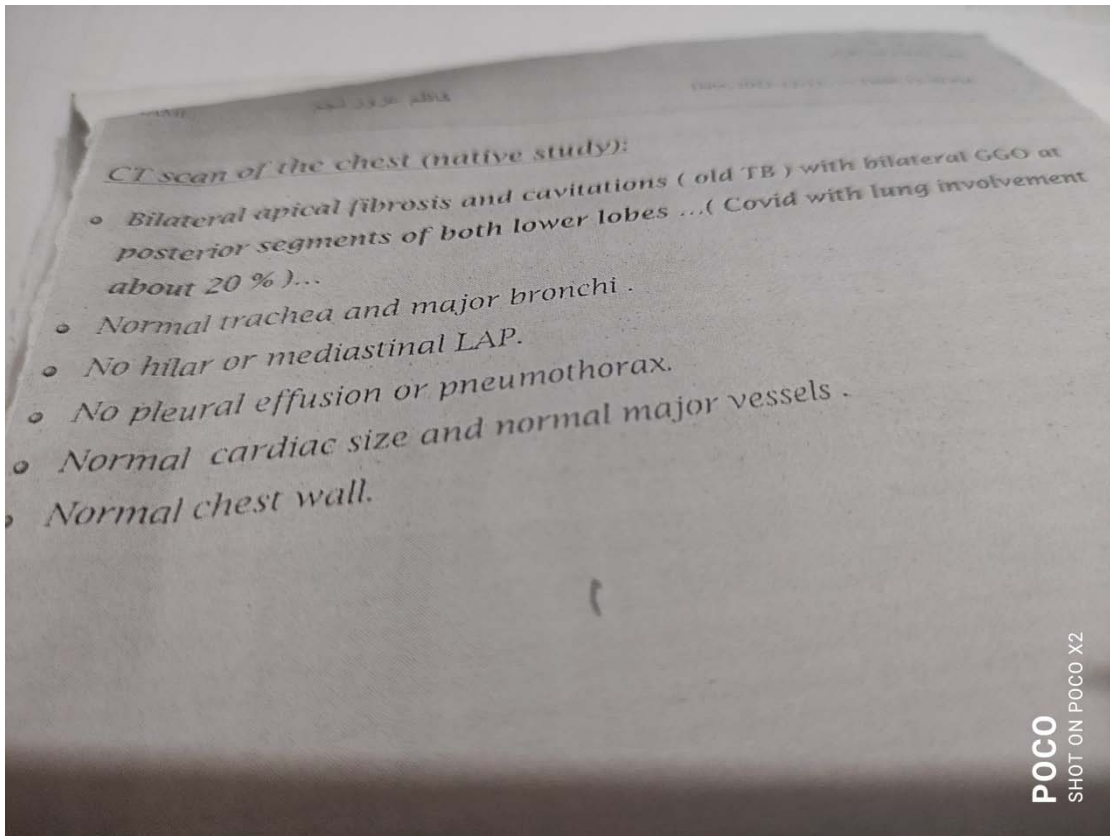 CT scan of the chest (native study):
Bilateral apical fibrosis and cavitations ( old TB ) with bilateral GGO at
posterior segments of both lower lobes ...( Covid with lung involvement
about 20 % )...
Normal trachea and major bronchi .
No hilar or mediastinal LAP.
No pleural effusion or pneumothorax.
Normal cardiac size and normal major vessels .
Normal chest wall.
POCO
SHOT ON POCO X2